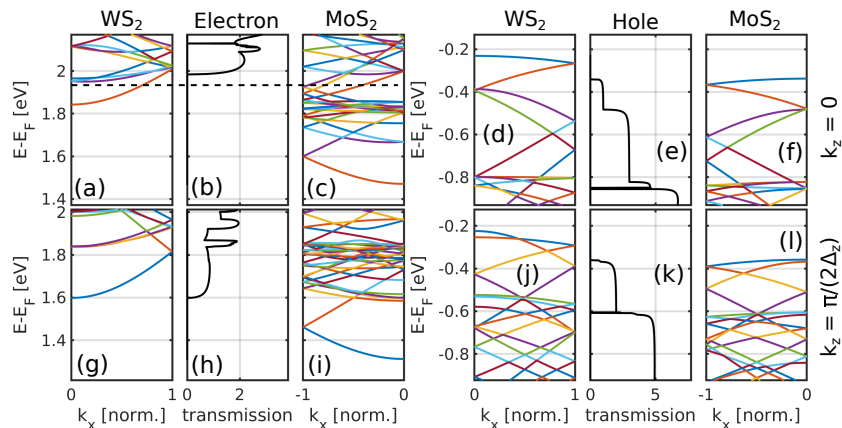 WS2 Electron MoS2 WS2 Hole MoS2
E-EF [eV]
2
1.8
1.6
1.4
(a) (b) (c)
E-EF [eV]
-0.2
-0.4
-0.6
-0.8
(d) (e) (f)
kz = 0
E-EF [eV]
2
1.8
1.6
1.4
(g) (h) (i)
0 1 0 2 -1 0
kx [norm.] transmission kx [norm.]
E-EF [eV]
-0.2
-0.4
-0.6
-0.8
(j) (k) (l)
0 1 0 5 -1 0
kx [norm.] transmission kx [norm.]
kz = π/(2Δz)